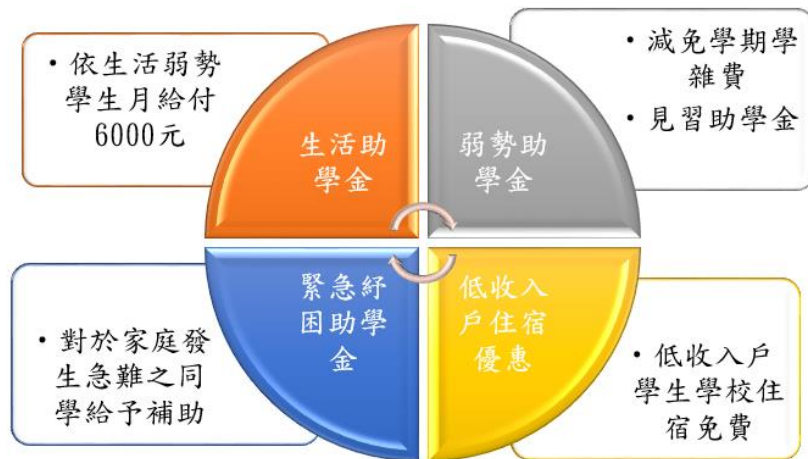 • 依生活弱勢
學生月給付
6000元
生活助
學金
弱勢助
學金
• 減免學期學
雜費
• 見習助學金
• 對於家庭發
生急難之同
學給予補助
緊急紓
困助學
金
低收入
戶住宿
優惠
• 低收入戶
學生學校住
宿免費